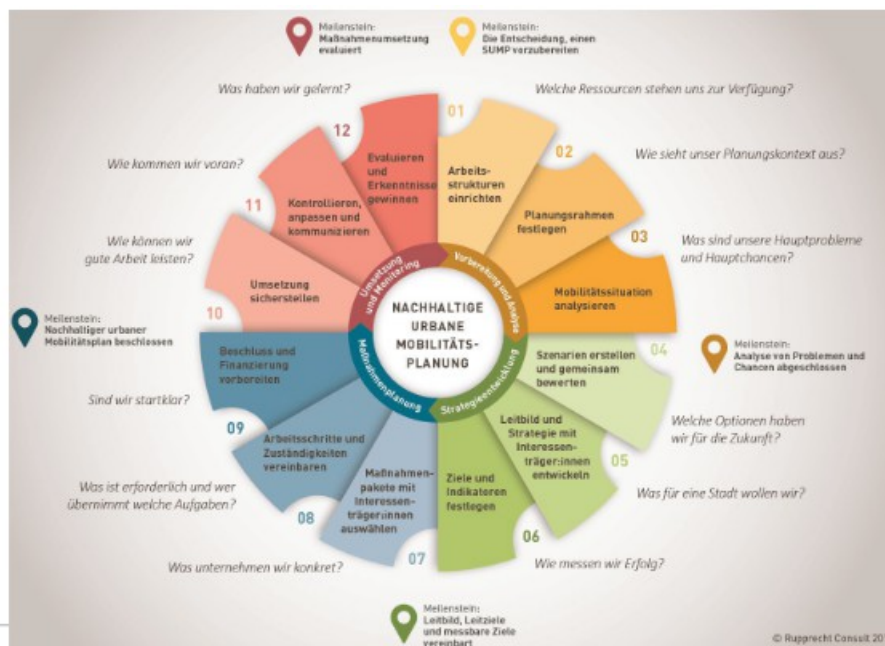 Meilenstein:
Maßnahmenumsetzung
evaluiert
Meilenstein:
Die Entscheidung, einen
SUMP vorzubereiten
Was haben wir gelernt?
Welche Ressourcen stehen uns zur Verfügung?
Wie kommen wir voran?
Wie sieht unser Planungskontext aus?
Wie können wir
gute Arbeit leisten?
Was sind unsere Hauptprobleme
und Hauptchancen?
01
Arbeits-
strukturen
einrichten
02
Planungsrahmen
festlegen
03
Mobilitätssituation
analysieren
Meilenstein:
Analyse von Problemen und
Chancen abgeschlossen
04
Szenarien erstellen
und gemeinsam
bewerten
Welche Optionen haben
wir für die Zukunft?
05
Leitbild und
Strategie mit
Interessen-
träger:innen
entwickeln
Was für eine Stadt wollen wir?
06
Ziele und
Indikatoren
festlegen
Wie messen wir Erfolg?
Meilenstein:
Leitbild, Leitziele
und messbare Ziele
vereinbart
07
Maßnahmen-
pakete mit
Interessen-
träger:innen
auswählen
Was unternehmen wir konkret?
08
Arbeitsschritte und
Zuständigkeiten
vereinbaren
Was ist erforderlich und wer
übernimmt welche Aufgaben?
09
Beschluss und
Finanzierung
vorbereiten
Sind wir startklar?
Meilenstein:
Nachhaltiger urbaner
Mobilitätsplan beschlossen
10
Umsetzung
sicherstellen
11
Kontrollieren,
anpassen und
kommunizieren
12
Evaluieren
und
Erkenntnisse
gewinnen
Umsetzung
und Monitoring
Vorbereitung und Analyse
Maßnahmenplanung
Strategieentwicklung
NACHHALTIGE
URBANE
MOBILITÄTS-
PLANUNG
© Rupprecht Consult 20